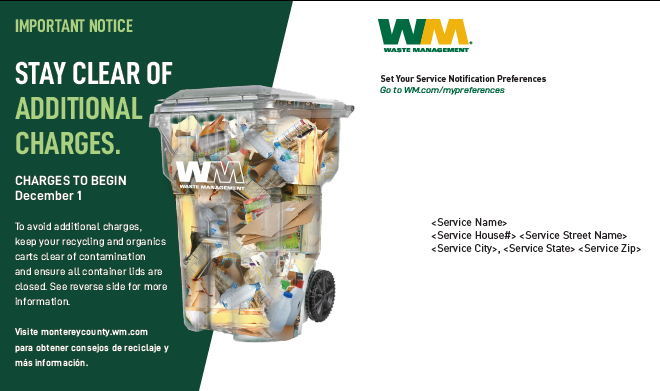 IMPORTANT NOTICE
STAY CLEAR OF
ADDITIONAL
CHARGES.
CHARGES TO BEGIN
December 1
To avoid additional charges,
keep your recycling and organics
carts clear of contamination
and ensure all container lids are
closed. See reverse side for more
information.
Visite montereycounty.wm.com
para obtener consejos de reciclaje y
más información.
WM
WASTE MANAGEMENT
WM
WASTE MANAGEMENT
Set Your Service Notification Preferences
Go to WM.com/mypreferences
<Service Name>
<Service House#> <Service Street Name>
<Service City>, <Service State> <Service Zip>